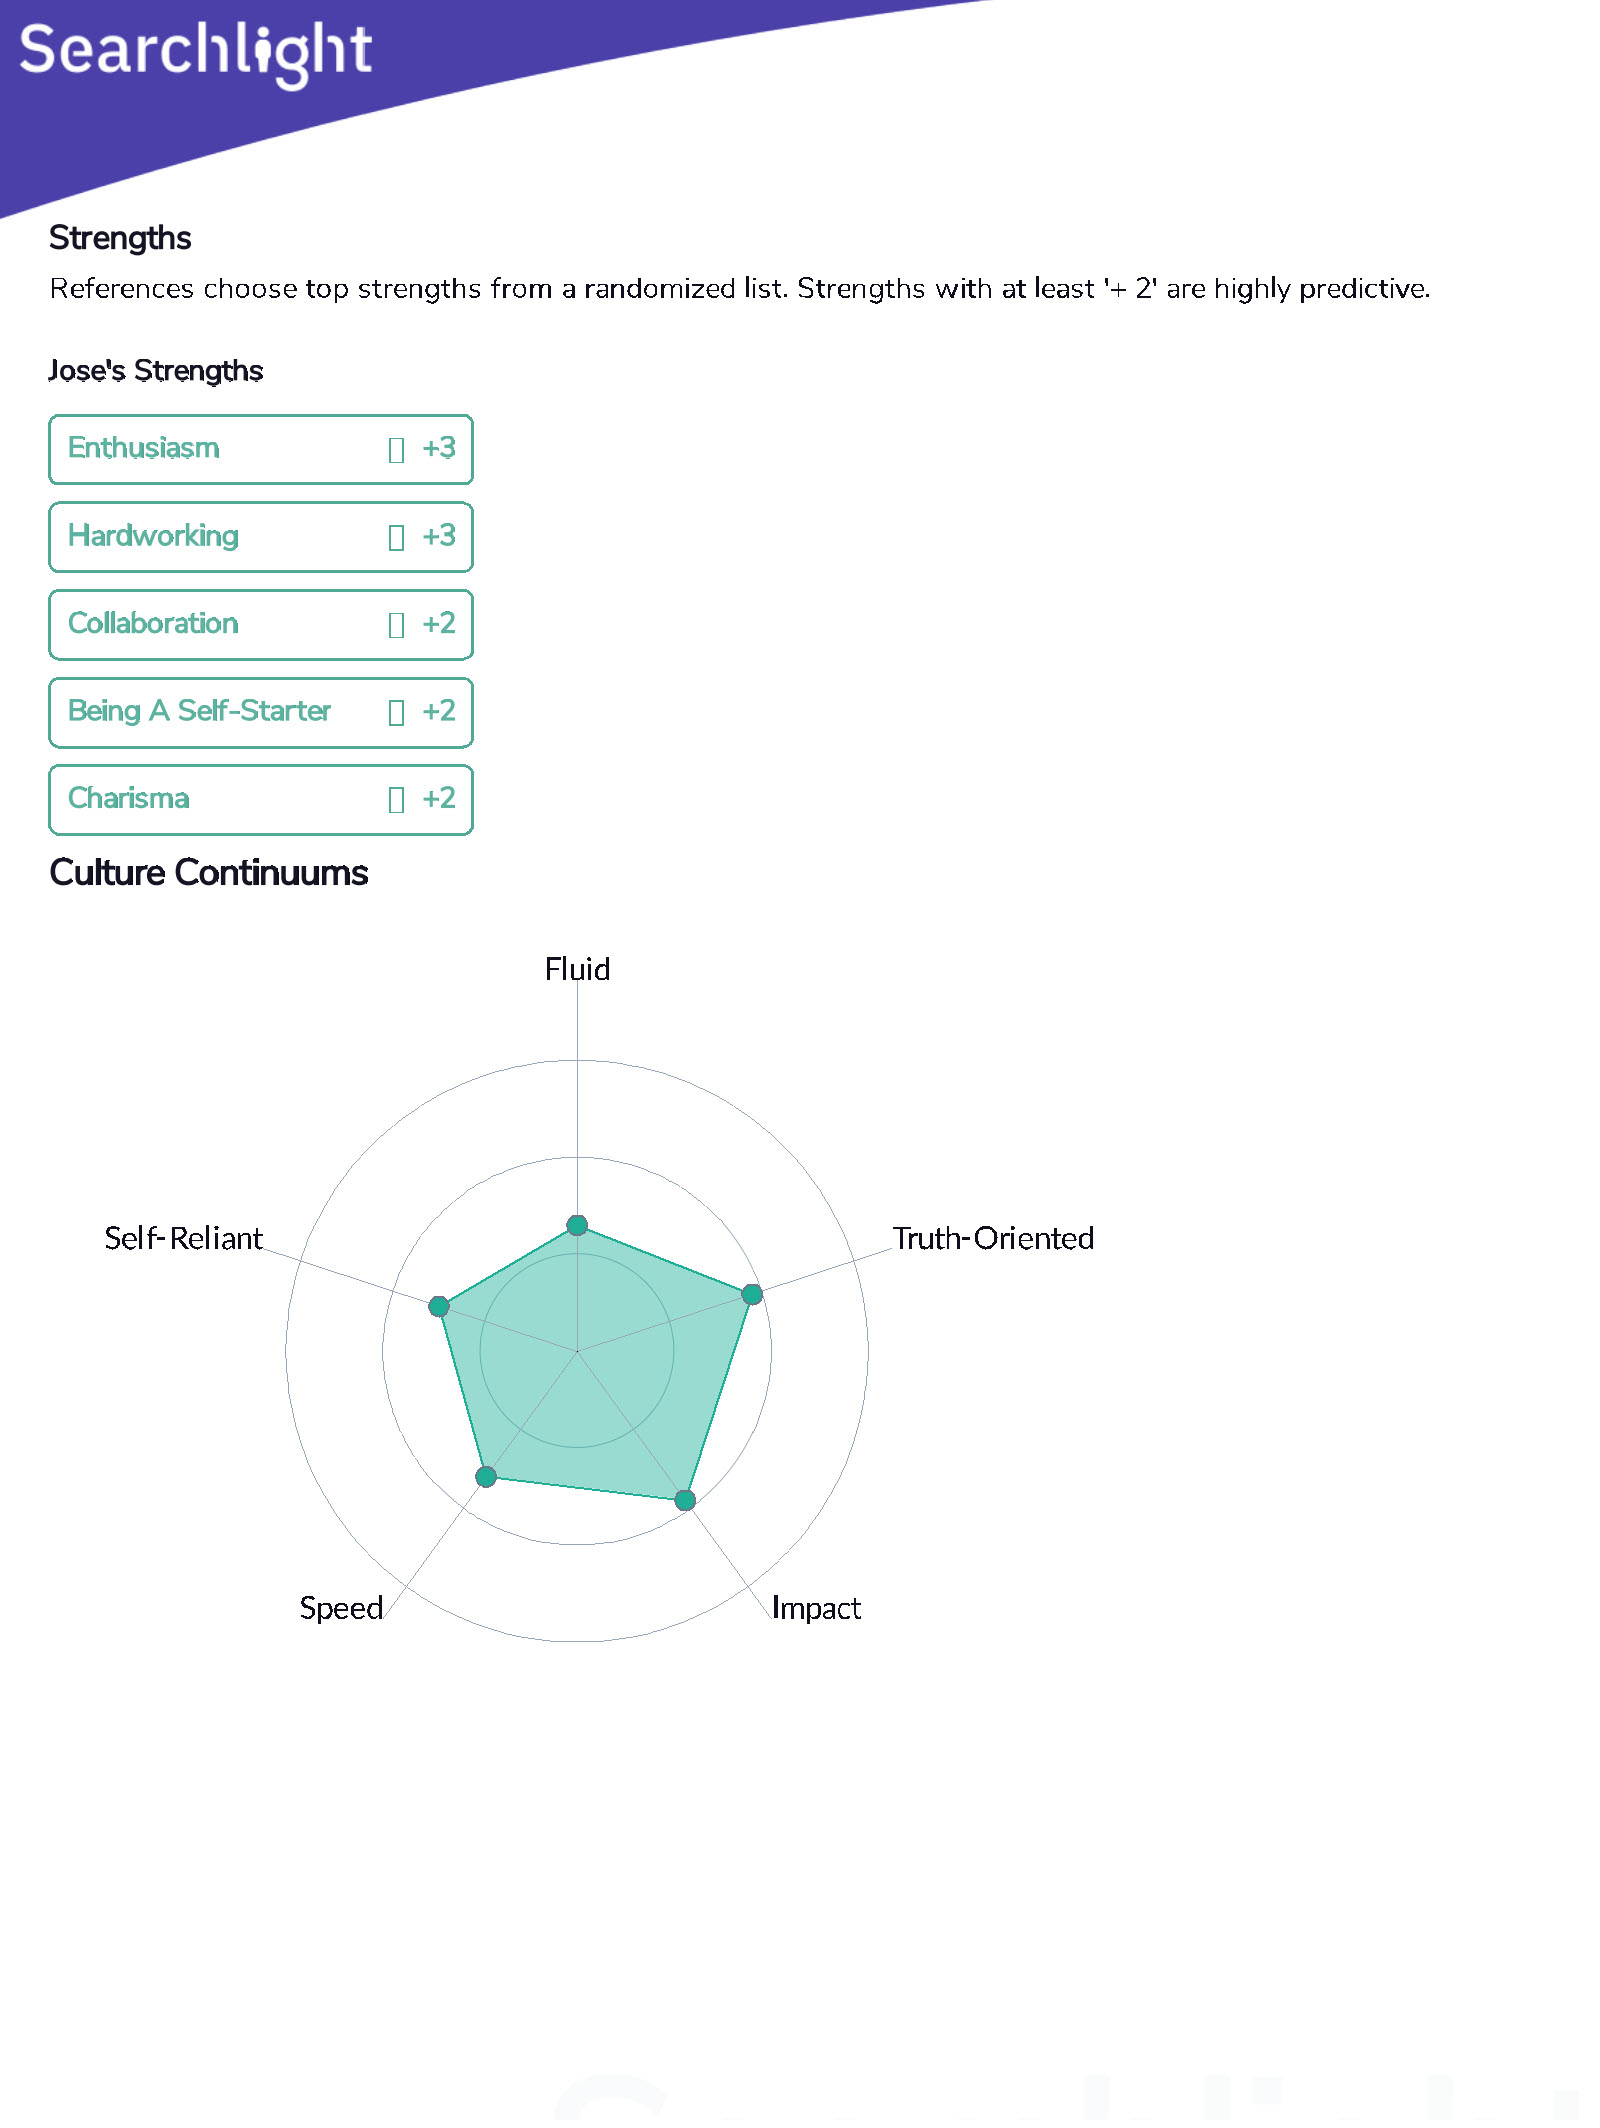 Searchlight
Strengths
References choose top strengths from a randomized list. Strengths with at least '+ 2' are highly predictive.
Jose's Strengths
Enthusiasm +3
Hardworking +3
Collaboration +2
Being A Self-Starter +2
Charisma +2
Culture Continuums
Fluid
Self-Reliant
Truth-Oriented
Speed
Impact